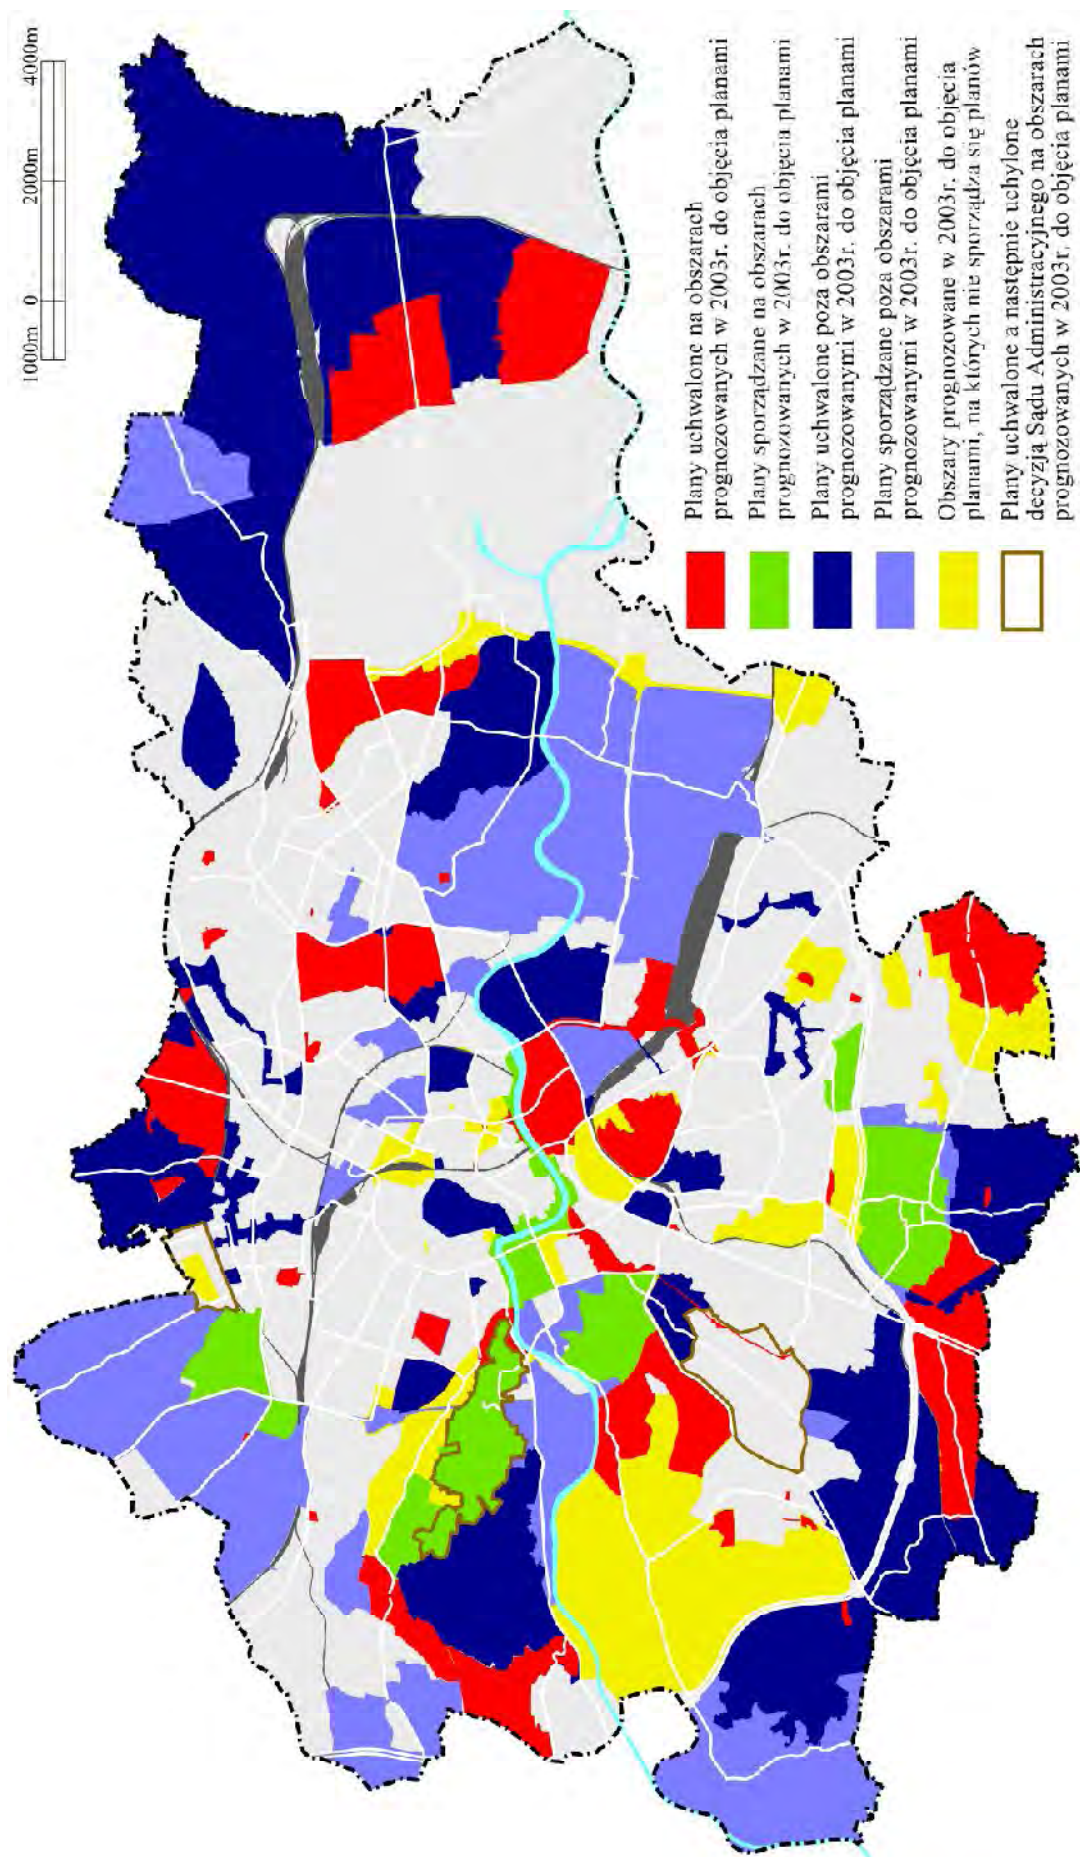 1000m 0 2000m 4000m
Plany uchwalone na obszarach
prognozowanych w 2003r. do objęcia planami
Plany sporządzane na obszarach
prognozowanych w 2003r. do objęcia planami
Plany uchwalone poza obszarami
prognozowanymi w 2003r. do objęcia planami
Plany sporządzane poza obszarami
prognozowanymi w 2003r. do objęcia planami
Obszary prognozowane w 2003r. do objęcia
planami, na których nie sporządza się planów
Plany uchwalone a następnie uchylone
decyzją Sądu Administracyjnego na obszarach
prognozowanych w 2003r. do objęcia planami